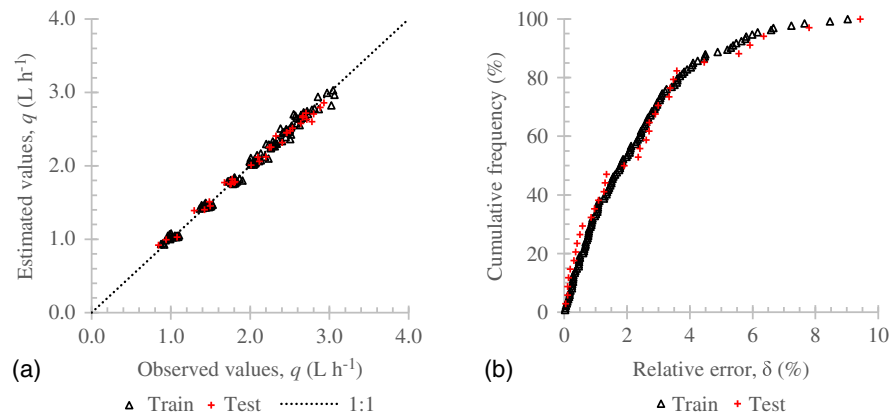 4.0
3.0
2.0
1.0
0.0
Estimated values, q (L h⁻¹)
0.0 1.0 2.0 3.0 4.0
(a) Observed values, q (L h⁻¹)
Train Test 1:1
100
80
60
40
20
0
Cumulative frequency (%)
0 2 4 6 8 10
(b) Relative error, δ (%)
Train Test